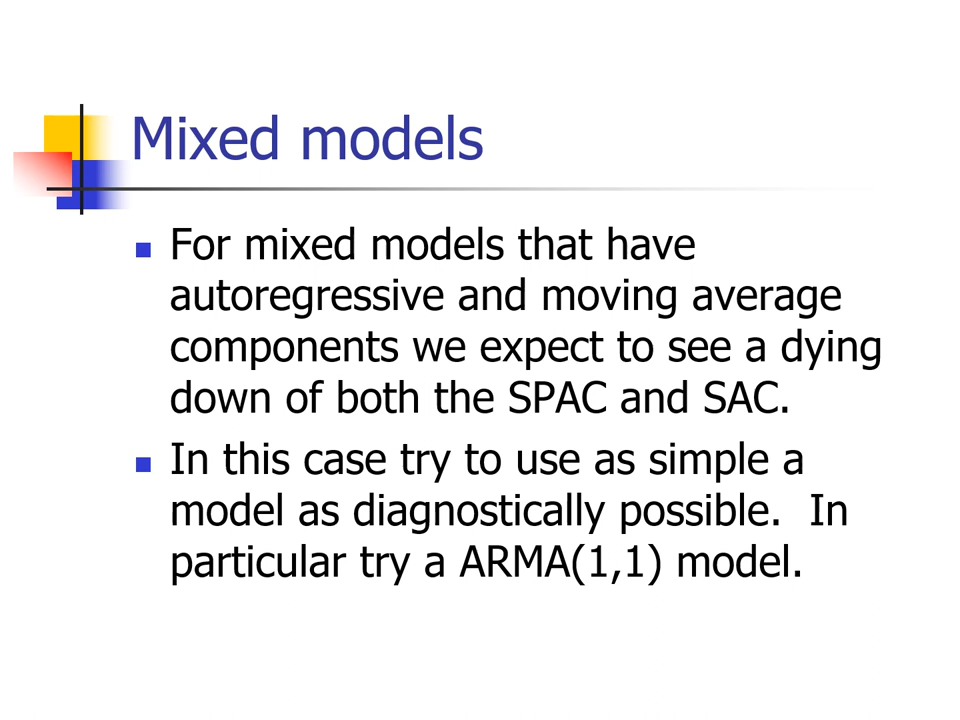 Mixed models
For mixed models that have
autoregressive and moving average
components we expect to see a dying
down of both the SPAC and SAC.
In this case try to use as simple a
model as diagnostically possible.  In
particular try a ARMA(1,1) model.